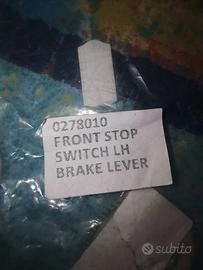 0278010
FRONT STOP
SWITCH LH
BRAKE LEVER
subito